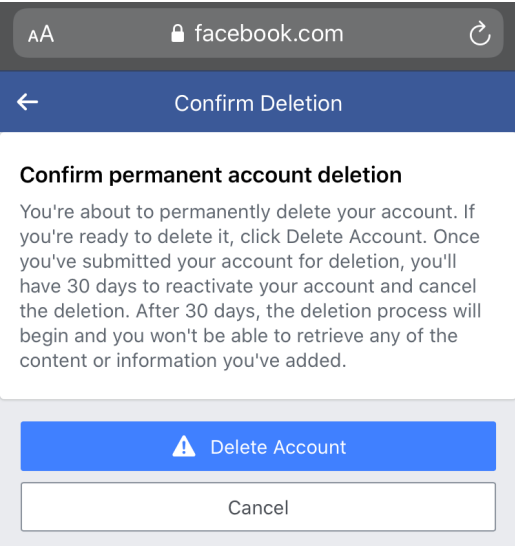 AA facebook.com
Confirm Deletion
Confirm permanent account deletion
You're about to permanently delete your account. If
you're ready to delete it, click Delete Account. Once
you've submitted your account for deletion, you'll
have 30 days to reactivate your account and cancel
the deletion. After 30 days, the deletion process will
begin and you won't be able to retrieve any of the
content or information you've added.
Delete Account
Cancel